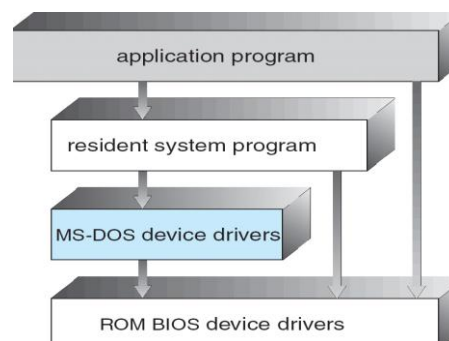 application program
resident system program
MS-DOS device drivers
ROM BIOS device drivers